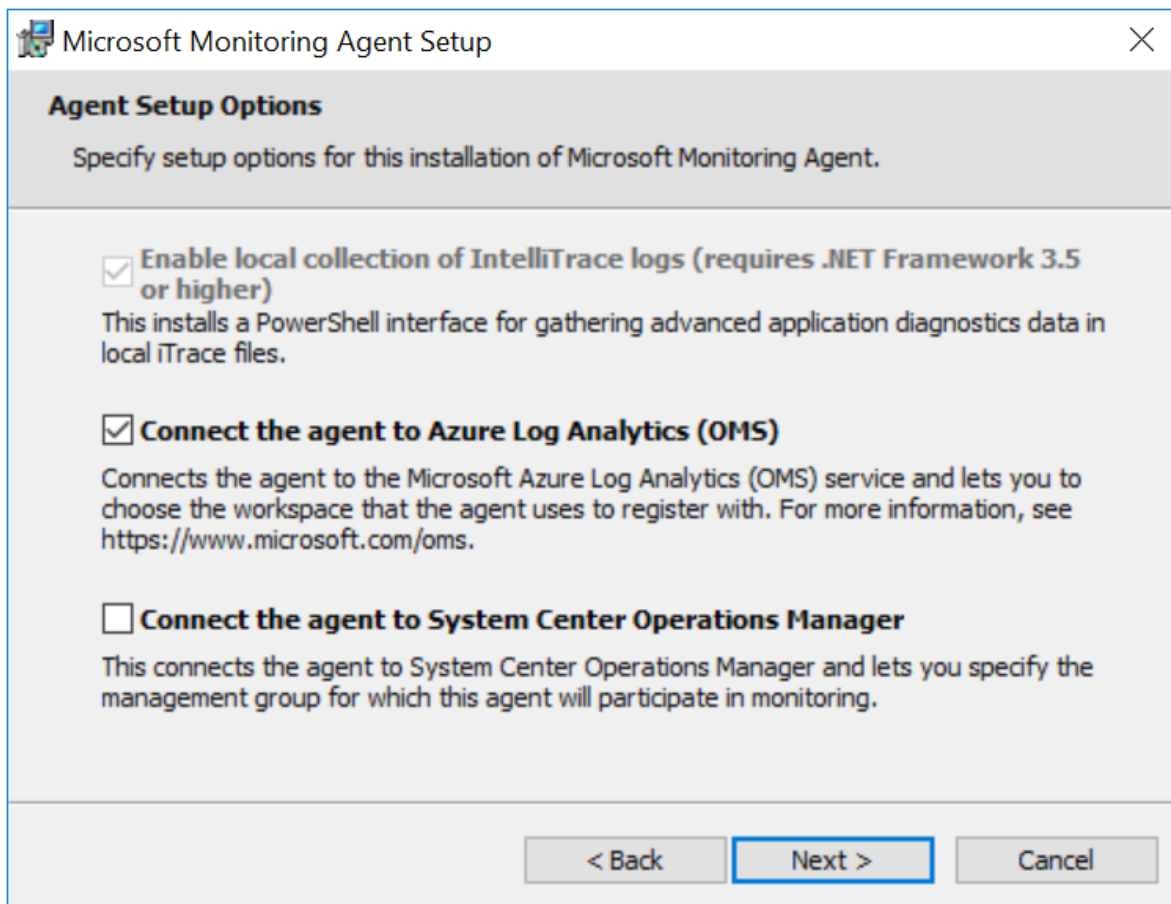 Microsoft Monitoring Agent Setup
Agent Setup Options
Specify setup options for this installation of Microsoft Monitoring Agent.
Enable local collection of IntelliTrace logs (requires .NET Framework 3.5
or higher)
This installs a PowerShell interface for gathering advanced application diagnostics data in
local iTrace files.
Connect the agent to Azure Log Analytics (OMS)
Connects the agent to the Microsoft Azure Log Analytics (OMS) service and lets you to
choose the workspace that the agent uses to register with. For more information, see
https://www.microsoft.com/oms.
Connect the agent to System Center Operations Manager
This connects the agent to System Center Operations Manager and lets you specify the
management group for which this agent will participate in monitoring.
< Back Next > Cancel